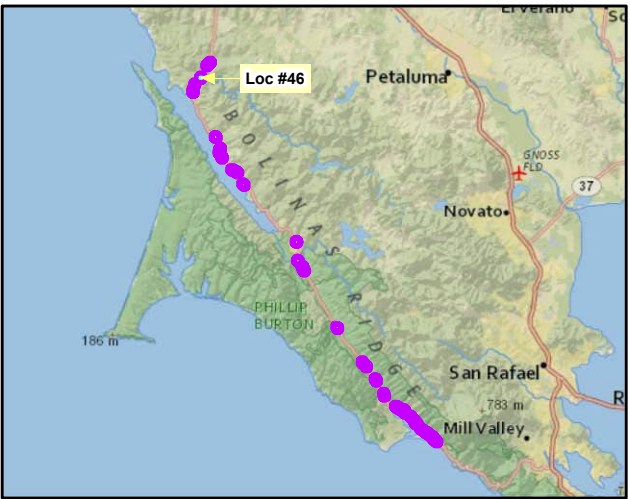 El Verano
So
Loc #46
Petaluma
GNOSS
FLD
37
BOLINAS RIDGE
Novato
PHILLIP
BURTON
186 m
San Rafael
R
783 m
Mill Valley